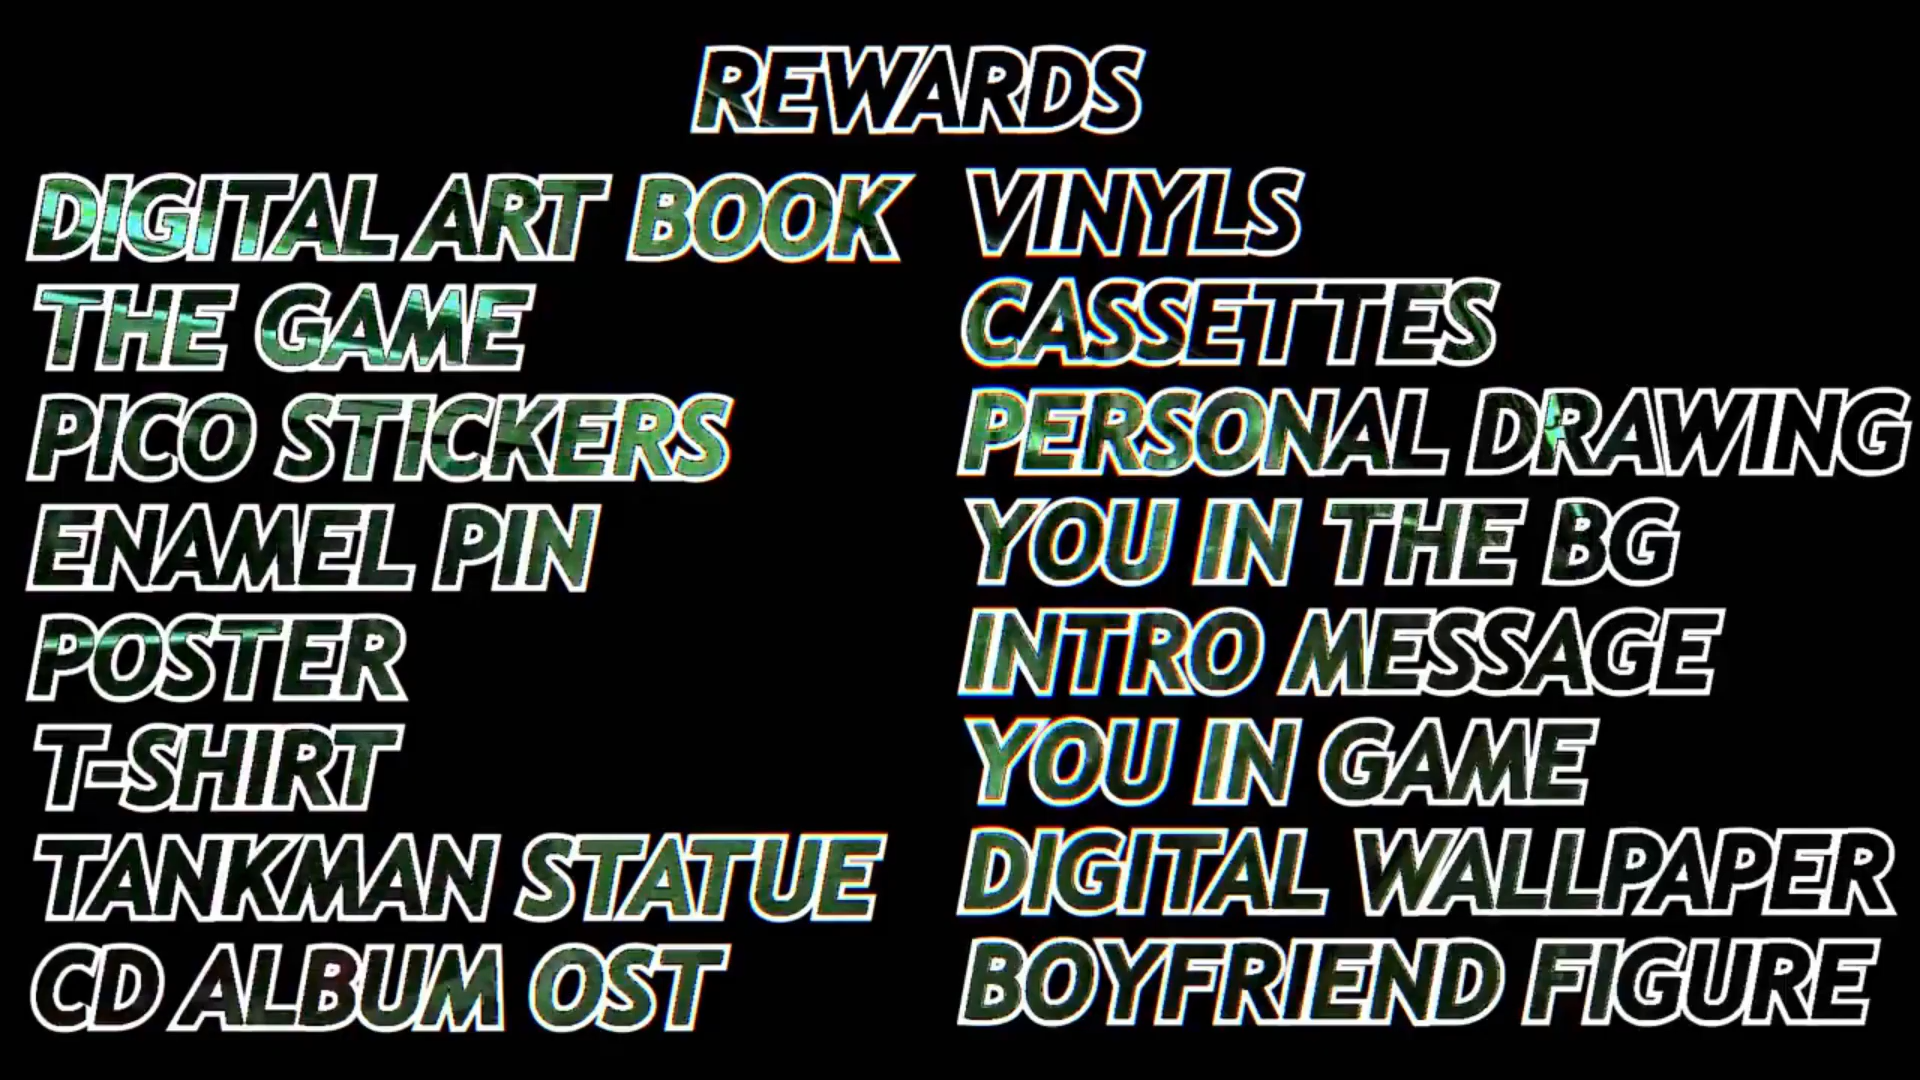 REWARDS
DIGITAL ART BOOK
THE GAME
PICO STICKERS
ENAMEL PIN
POSTER
T-SHIRT
TANKMAN STATUE
CD ALBUM OST
VINYLS
CASSETTES
PERSONAL DRAWING
YOU IN THE BG
INTRO MESSAGE
YOU IN GAME
DIGITAL WALLPAPER
BOYFRIEND FIGURE